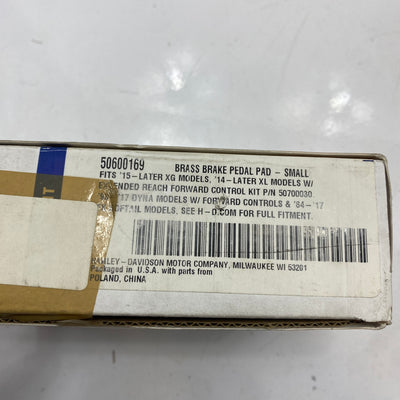 50600169 BRASS BRAKE PEDAL PAD - SMALL
FITS '15-LATER XG MODELS, '14-LATER XL MODELS W/
EXTENDED REACH FORWARD CONTROL KIT P/N 50700030,
'17 DYNA MODELS W/ FORWARD CONTROLS & '84-'17
SOFTAIL MODELS, SEE H-D.COM FOR FULL FITMENT.
HARLEY-DAVIDSON MOTOR COMPANY, MILWAUKEE WI 53201
Packaged in U.S.A. with parts from
POLAND, CHINA